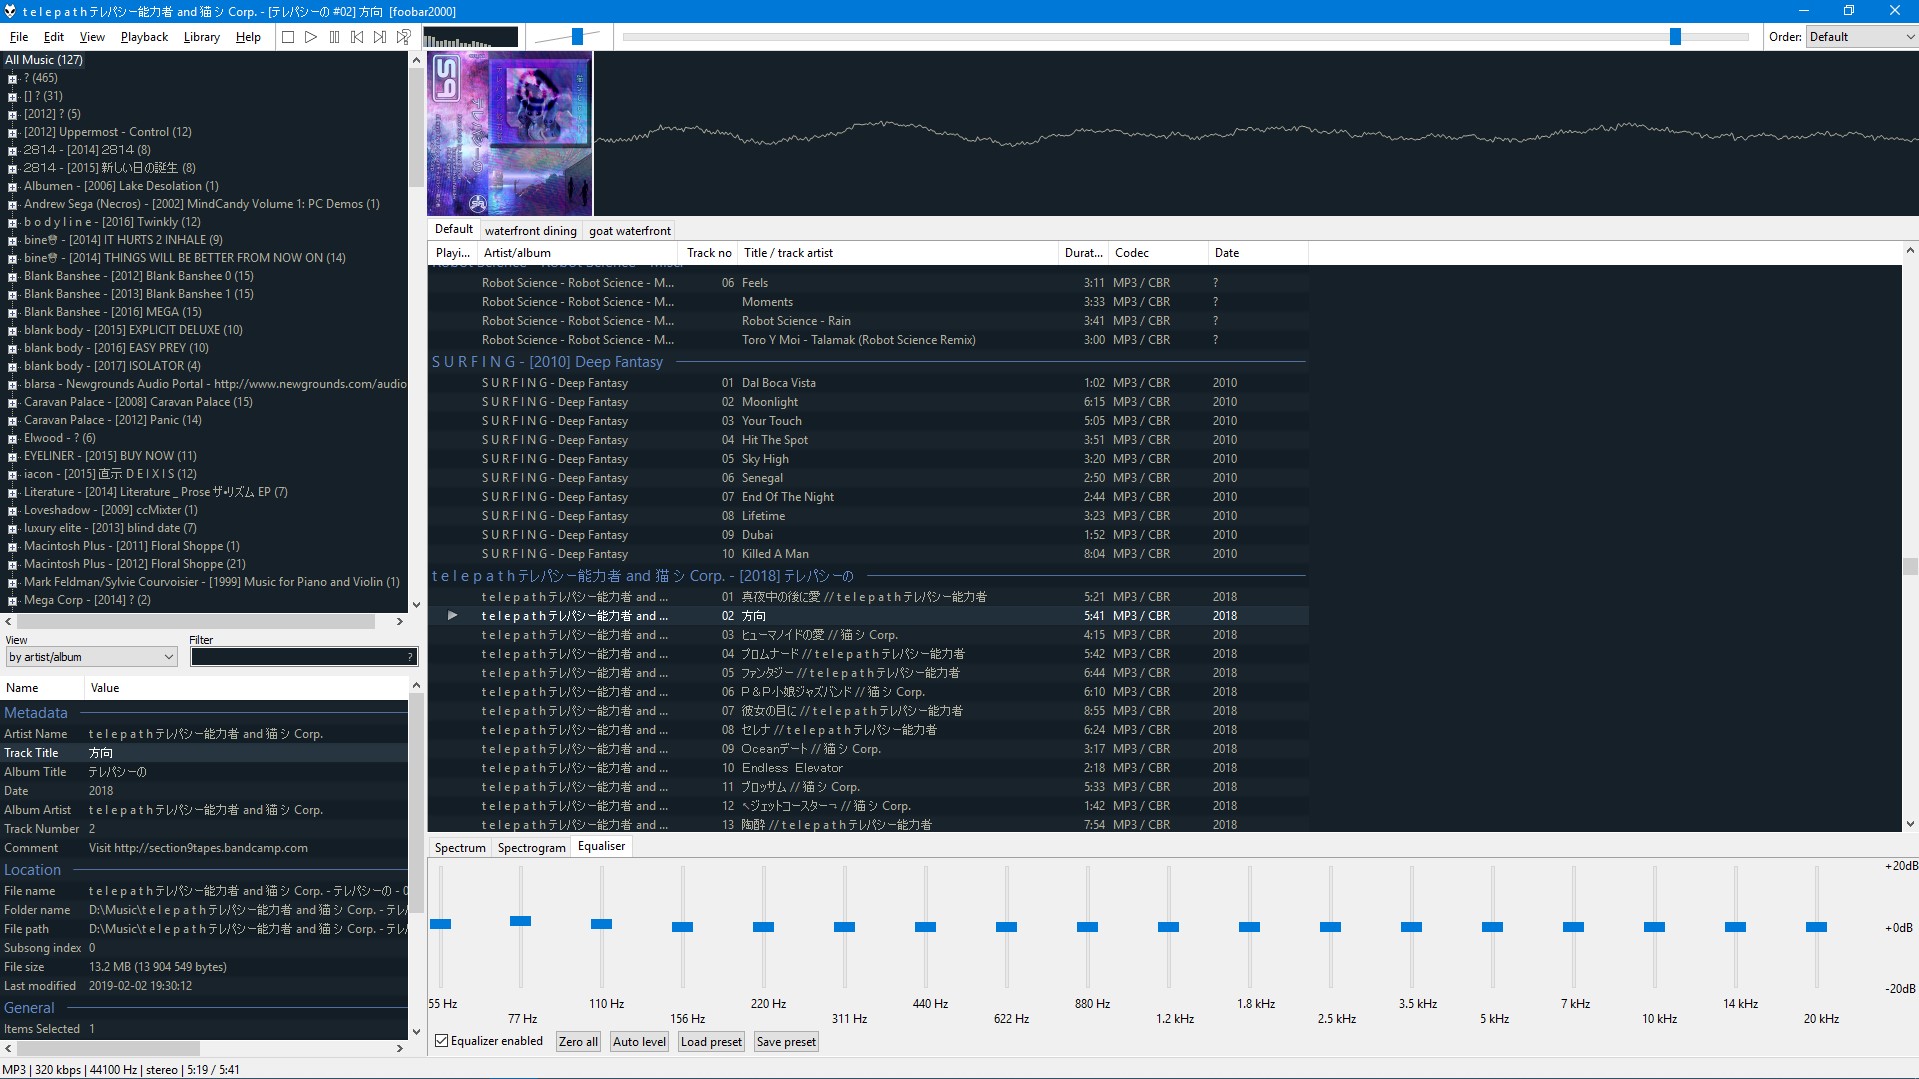 t e l e p a t h テレパシー能力者 and 猫 シ Corp. - [テレパシーの #02] 方向 [foobar2000]
File Edit View Playback Library Help
Order: Default
All Music (127)
? (465)
[] ? (31)
[2012] ? (5)
[2012] Uppermost - Control (12)
２８１４ - [2014] ２８１４ (8)
２８１４ - [2015] 新しい日の誕生 (8)
Albumen - [2006] Lake Desolation (1)
Andrew Sega (Necros) - [2002] MindCandy Volume 1: PC Demos (1)
b o d y l i n e - [2016] Twinkly (12)
bine - [2014] IT HURTS 2 INHALE (9)
bine - [2014] THINGS WILL BE BETTER FROM NOW ON (14)
Blank Banshee - [2012] Blank Banshee 0 (15)
Blank Banshee - [2013] Blank Banshee 1 (15)
Blank Banshee - [2016] MEGA (15)
blank body - [2015] EXPLICIT DELUXE (10)
blank body - [2016] EASY PREY (10)
blank body - [2017] ISOLATOR (4)
blarsa - Newgrounds Audio Portal - http://www.newgrounds.com/audio
Caravan Palace - [2008] Caravan Palace (15)
Caravan Palace - [2012] Panic (14)
Elwood - ? (6)
EYELINER - [2015] BUY NOW (11)
iacon - [2015] 直示 D E I X I S (12)
Literature - [2014] Literature _ Prose ザ•リズム EP (7)
Loveshadow - [2009] ccMixter (1)
luxury elite - [2013] blind date (7)
Macintosh Plus - [2011] Floral Shoppe (1)
Macintosh Plus - [2012] Floral Shoppe (21)
Mark Feldman/Sylvie Courvoisier - [1999] Music for Piano and Violin (1)
Mega Corp - [2014] ? (2)
View
Filter
by artist/album
?
Name Value
Metadata
Artist Name t e l e p a t h テレパシー能力者 and 猫 シ Corp.
Track Title 方向
Album Title テレパシーの
Date 2018
Album Artist t e l e p a t h テレパシー能力者 and 猫 シ Corp.
Track Number 2
Comment Visit http://section9tapes.bandcamp.com
Location
File name t e l e p a t h テレパシー能力者 and 猫 シ Corp. - テレパシーの - 0
Folder name D:\Music\t e l e p a t h テレパシー能力者 and 猫 シ Corp. - テレ
File path D:\Music\t e l e p a t h テレパシー能力者 and 猫 シ Corp. - テレ
Subsong index 0
File size 13.2 MB (13 904 549 bytes)
Last modified 2019-02-02 19:30:12
General
Items Selected 1
S9
テレパシーの
Default waterfront dining goat waterfront
Playi... Artist/album Track no Title / track artist Durat... Codec Date
Robot Science - Robot Science - misc.
Robot Science - Robot Science - M... 06 Feels 3:11 MP3 / CBR ?
Robot Science - Robot Science - M... Moments 3:33 MP3 / CBR ?
Robot Science - Robot Science - M... Robot Science - Rain 3:41 MP3 / CBR ?
Robot Science - Robot Science - M... Toro Y Moi - Talamak (Robot Science Remix) 3:00 MP3 / CBR ?
S U R F I N G - [2010] Deep Fantasy
S U R F I N G - Deep Fantasy 01 Dal Boca Vista 1:02 MP3 / CBR 2010
S U R F I N G - Deep Fantasy 02 Moonlight 6:15 MP3 / CBR 2010
S U R F I N G - Deep Fantasy 03 Your Touch 5:05 MP3 / CBR 2010
S U R F I N G - Deep Fantasy 04 Hit The Spot 3:51 MP3 / CBR 2010
S U R F I N G - Deep Fantasy 05 Sky High 3:20 MP3 / CBR 2010
S U R F I N G - Deep Fantasy 06 Senegal 2:50 MP3 / CBR 2010
S U R F I N G - Deep Fantasy 07 End Of The Night 2:44 MP3 / CBR 2010
S U R F I N G - Deep Fantasy 08 Lifetime 3:23 MP3 / CBR 2010
S U R F I N G - Deep Fantasy 09 Dubai 1:52 MP3 / CBR 2010
S U R F I N G - Deep Fantasy 10 Killed A Man 8:04 MP3 / CBR 2010
t e l e p a t h テレパシー能力者 and 猫 シ Corp. - [2018] テレパシーの
t e l e p a t h テレパシー能力者 and ... 01 真夜中の後に愛 // t e l e p a t h テレパシー能力者 5:21 MP3 / CBR 2018
t e l e p a t h テレパシー能力者 and ... 02 方向 5:41 MP3 / CBR 2018
t e l e p a t h テレパシー能力者 and ... 03 ヒューマノイドの愛 // 猫 シ Corp. 4:15 MP3 / CBR 2018
t e l e p a t h テレパシー能力者 and ... 04 プロムナード // t e l e p a t h テレパシー能力者 5:42 MP3 / CBR 2018
t e l e p a t h テレパシー能力者 and ... 05 ファンタジー // t e l e p a t h テレパシー能力者 6:44 MP3 / CBR 2018
t e l e p a t h テレパシー能力者 and ... 06 Ｐ＆Ｐ小娘ジャズバンド // 猫 シ Corp. 6:10 MP3 / CBR 2018
t e l e p a t h テレパシー能力者 and ... 07 彼女の目に // t e l e p a t h テレパシー能力者 8:55 MP3 / CBR 2018
t e l e p a t h テレパシー能力者 and ... 08 セレナ // t e l e p a t h テレパシー能力者 6:24 MP3 / CBR 2018
t e l e p a t h テレパシー能力者 and ... 09 Ｏｃｅａｎデート // 猫 シ Corp. 3:17 MP3 / CBR 2018
t e l e p a t h テレパシー能力者 and ... 10 Ｅｎｄｌｅｓｓ Ｅｌｅｖａｔｏｒ 2:18 MP3 / CBR 2018
t e l e p a t h テレパシー能力者 and ... 11 ブロッサム // 猫 シ Corp. 5:33 MP3 / CBR 2018
t e l e p a t h テレパシー能力者 and ... 12 ↖ジェットコースター¬ // 猫 シ Corp. 1:42 MP3 / CBR 2018
t e l e p a t h テレパシー能力者 and ... 13 陶酔 // t e l e p a t h テレパシー能力者 7:54 MP3 / CBR 2018
Spectrum Spectrogram Equaliser
+20dB
+0dB
-20dB
55 Hz 110 Hz 220 Hz 440 Hz 880 Hz 1.8 kHz 3.5 kHz 7 kHz 14 kHz
77 Hz 156 Hz 311 Hz 622 Hz 1.2 kHz 2.5 kHz 5 kHz 10 kHz 20 kHz
Equalizer enabled Zero all Auto level Load preset Save preset
MP3 | 320 kbps | 44100 Hz | stereo | 5:19 / 5:41